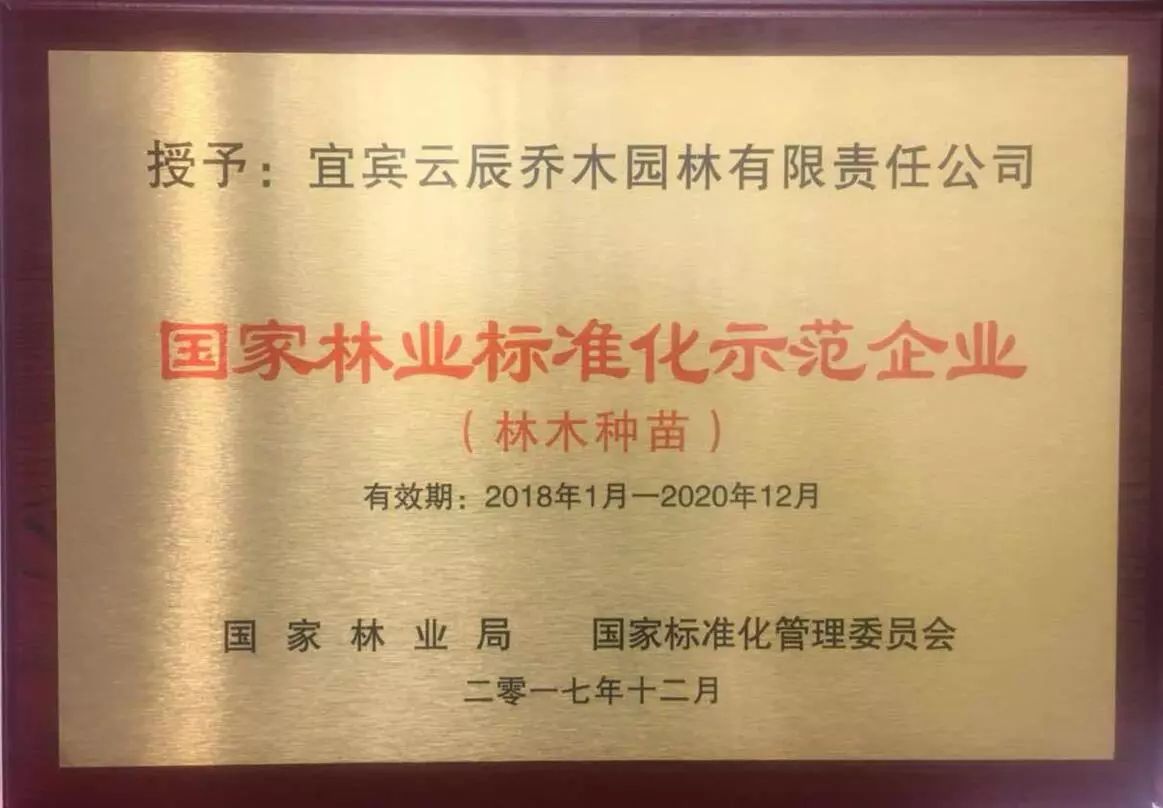 授予：宜宾云辰乔木园林有限责任公司
国家林业标准化示范企业
（林木种苗）
有效期：2018年1月—2020年12月
国家林业局 国家标准化管理委员会
二零一七年十二月